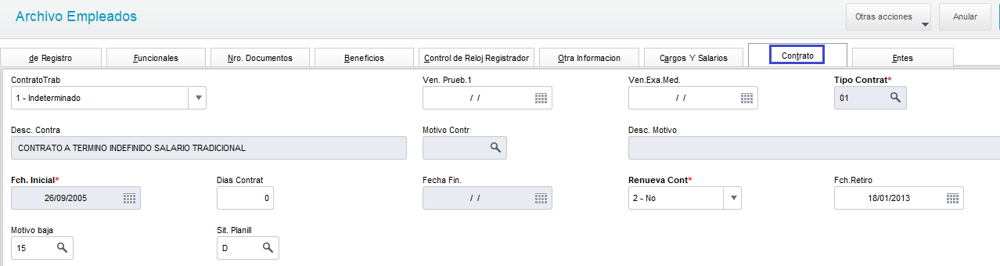 Archivo Empleados
Otras acciones
Anular
de Registro
Funcionales
Nro. Documentos
Beneficios
Control de Reloj Registrador
Otra Informacion
Cargos Y Salarios
Contrato
Entes
ContratoTrab
Ven. Prueb.1
Ven.Exa.Med.
Tipo Contrat*
1 - Indeterminado
/ /
/ /
01
Desc. Contra
Motivo Contr
Desc. Motivo
CONTRATO A TERMINO INDEFINIDO SALARIO TRADICIONAL
Fch. Inicial*
Dias Contrat
Fecha Fin.
Renueva Cont*
Fch.Retiro
26/09/2005
0
/ /
2 - No
18/01/2013
Motivo baja
Sit. Planill
15
D